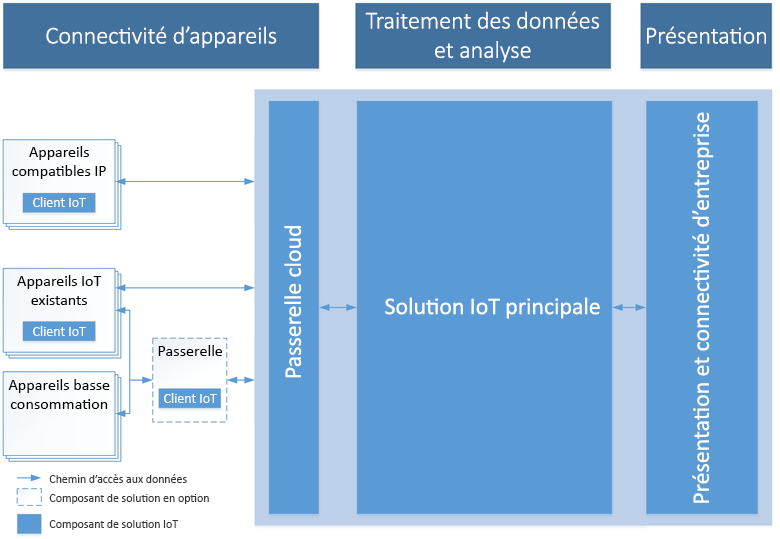 Connectivité d’appareils
Traitement des données
et analyse
Présentation
Appareils
compatibles IP
Client IoT
Appareils IoT
existants
Client IoT
Appareils basse
consommation
Passerelle
Client IoT
Passerelle cloud
Solution IoT principale
Présentation et connectivité d’entreprise
Chemin d’accès aux données
Composant de solution en option
Composant de solution IoT